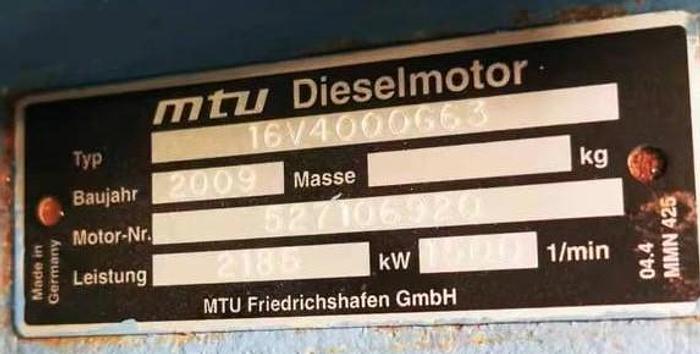 mtu Dieselmotor
Typ 16V4000G63
Baujahr 2009 Masse kg
Motor-Nr. 527106920
Leistung 2185 kW 1500 1/min
MTU Friedrichshafen GmbH
Made in
Germany
04.4
MMN 425